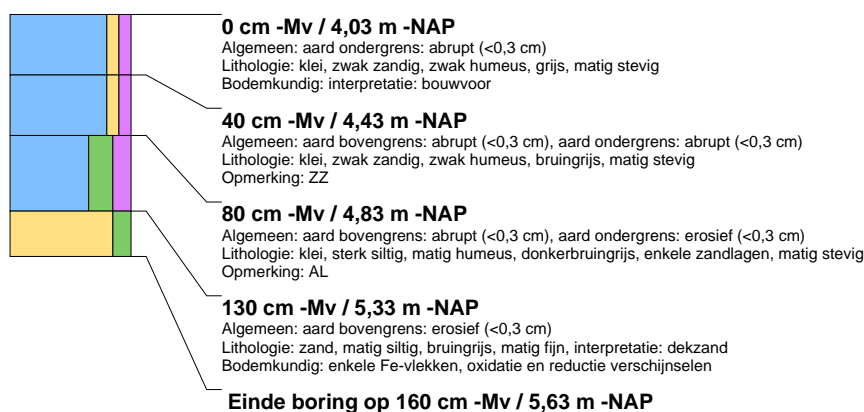 0 cm -Mv / 4,03 m -NAP
Algemeen: aard ondergrens: abrupt (<0,3 cm)
Lithologie: klei, zwak zandig, zwak humeus, grijs, matig stevig
Bodemkundig: interpretatie: bouwvoor
40 cm -Mv / 4,43 m -NAP
Algemeen: aard bovengrens: abrupt (<0,3 cm), aard ondergrens: abrupt (<0,3 cm)
Lithologie: klei, zwak zandig, zwak humeus, bruingrijs, matig stevig
Opmerking: ZZ
80 cm -Mv / 4,83 m -NAP
Algemeen: aard bovengrens: abrupt (<0,3 cm), aard ondergrens: erosief (<0,3 cm)
Lithologie: klei, sterk siltig, matig humeus, donkerbruingrijs, enkele zandlagen, matig stevig
Opmerking: AL
130 cm -Mv / 5,33 m -NAP
Algemeen: aard bovengrens: erosief (<0,3 cm)
Lithologie: zand, matig siltig, bruingrijs, matig fijn, interpretatie: dekzand
Bodemkundig: enkele Fe-vlekken, oxidatie en reductie verschijnselen
Einde boring op 160 cm -Mv / 5,63 m -NAP